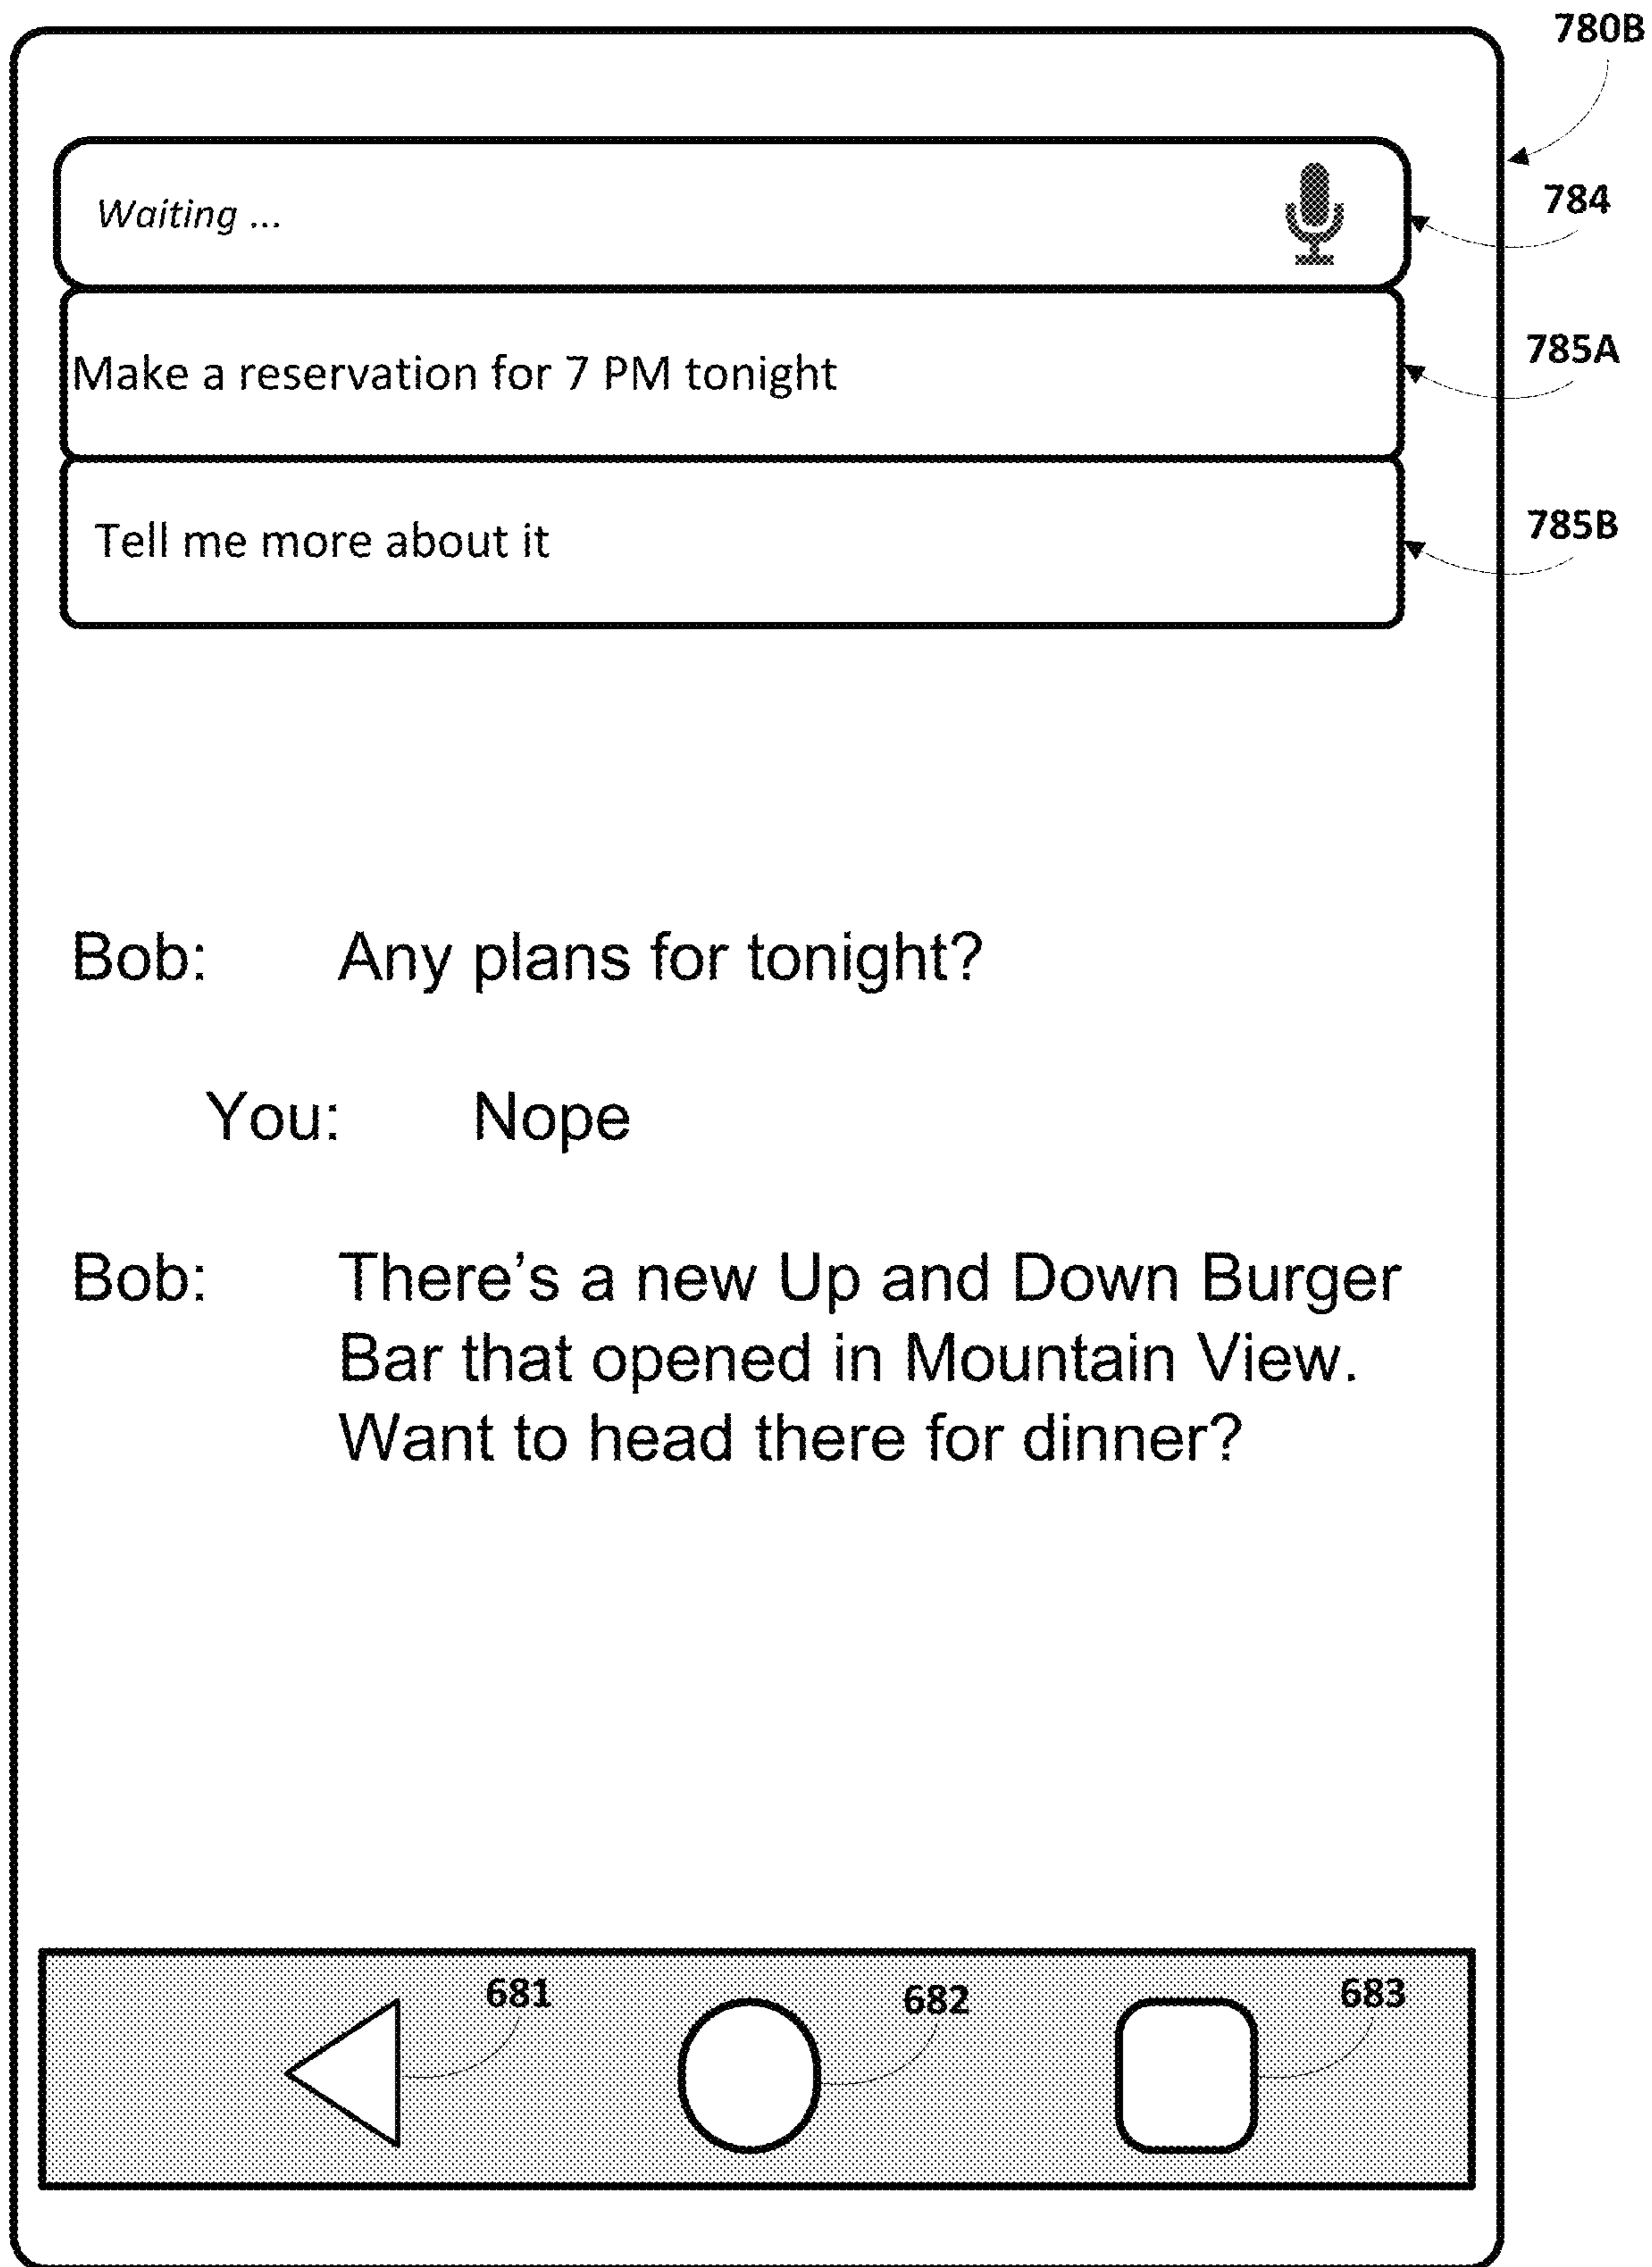 780B
Waiting ...
784
Make a reservation for 7 PM tonight
785A
Tell me more about it
785B
Bob: Any plans for tonight?
You: Nope
Bob: There's a new Up and Down Burger
Bar that opened in Mountain View.
Want to head there for dinner?
681
682
683